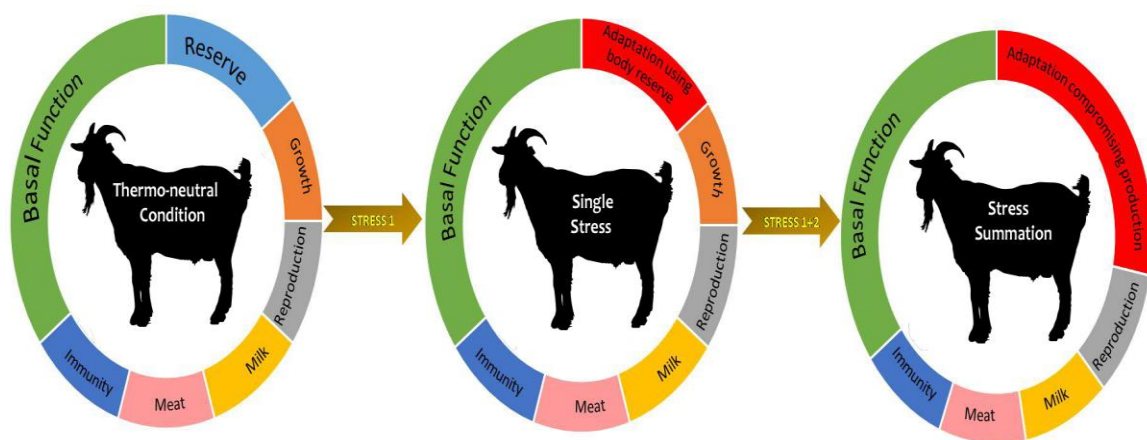 Basal Function
Reserve
Growth
Reproduction
Milk
Meat
Immunity
Thermo-neutral
Condition
STRESS 1
Basal Function
Adaptation using
body reserve
Growth
Reproduction
Milk
Meat
Immunity
Single
Stress
STRESS 1+2
Basal Function
Adaptation compromising production
Reproduction
Milk
Meat
Immunity
Stress
Summation